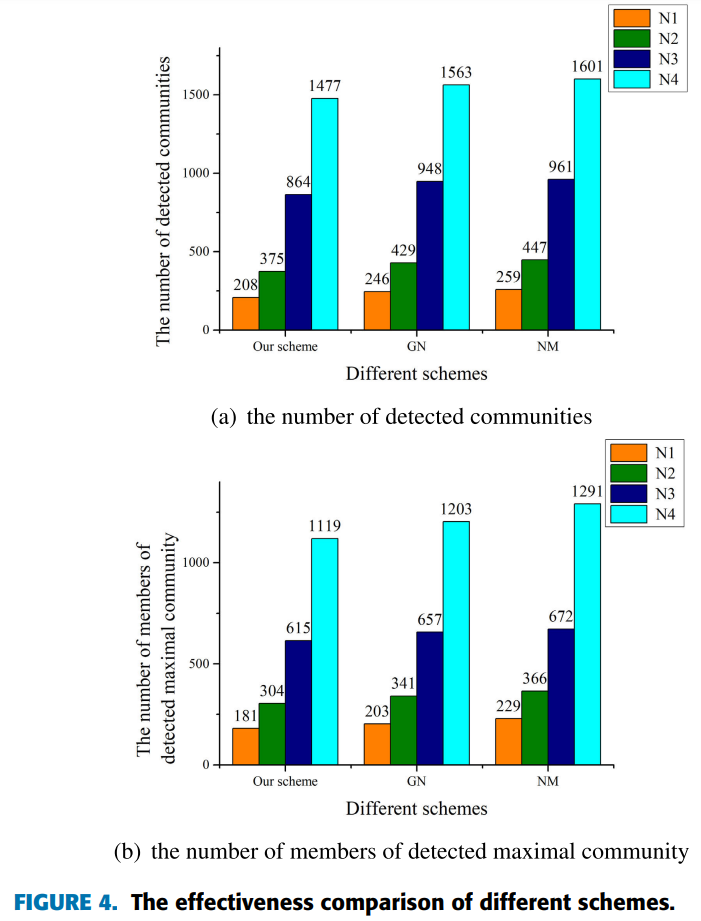 N1
N2
N3
N4
The number of detected communities
1500
1000
500
0
208
375
864
1477
246
429
948
1563
259
447
961
1601
Our scheme
GN
NM
Different schemes
(a) the number of detected communities
N1
N2
N3
N4
The number of members of
detected maximal community
1000
500
0
181
304
615
1119
203
341
657
1203
229
366
672
1291
Our scheme
GN
NM
Different schemes
(b) the number of members of detected maximal community
FIGURE 4. The effectiveness comparison of different schemes.